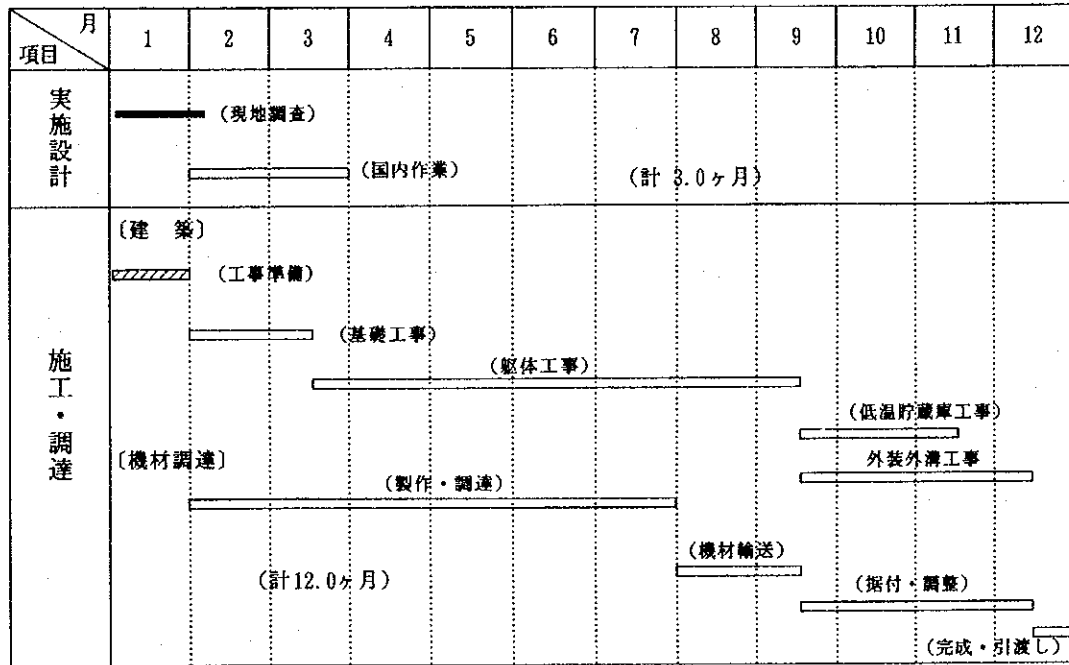 月
項目
1 2 3 4 5 6 7 8 9 10 11 12
実施設計
(現地調査)
(国内作業)
(計 3.0ヶ月)
施工・調達
〔建 築〕
(工事準備)
(基礎工事)
(躯体工事)
(低温貯蔵庫工事)
外装外溝工事
〔機材調達〕
(製作・調達)
(機材輸送)
(計12.0ヶ月)
(据付・調整)
(完成・引渡し)